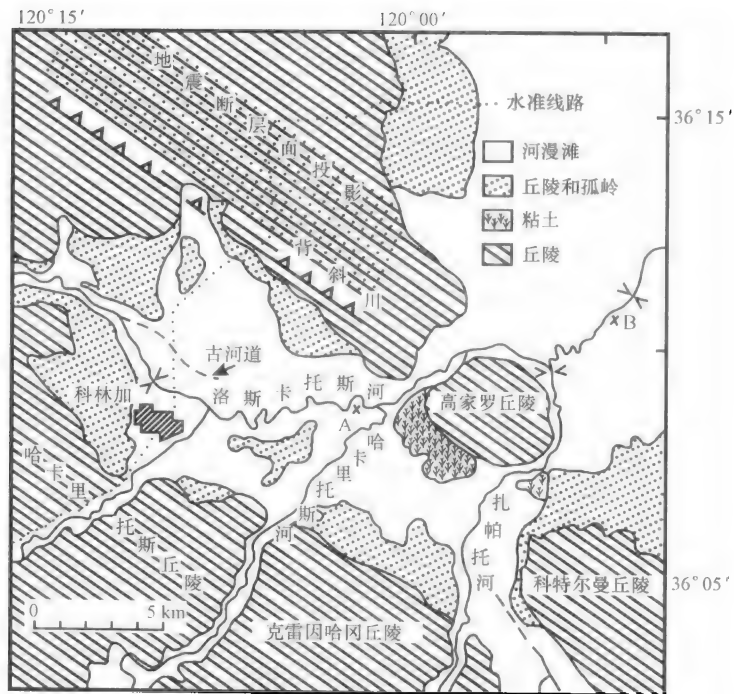 120°15′
120°00′
地震断层面投影
水准线路
36°15′
河漫滩
丘陵和孤岭
粘土
丘陵
背斜川
B
古河道
科林加
洛斯卡托斯河
A
高家罗丘陵
哈卡里托斯河
哈卡里托斯丘陵
扎帕托河
科特尔曼丘陵
36°05′
0 5 km
克雷因哈冈丘陵